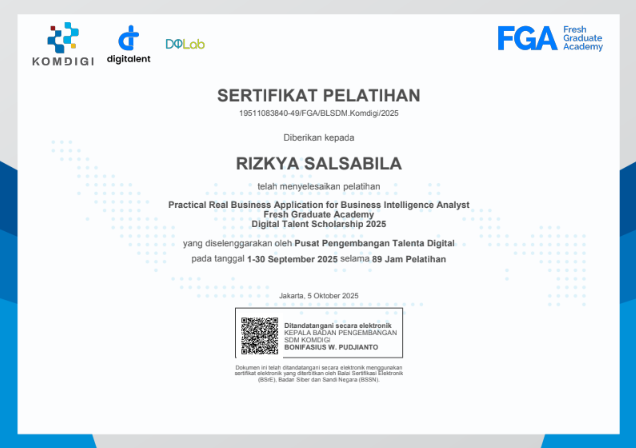 KOMDIGI
digitalent
DQLab
FGA
Fresh
Graduate
Academy
SERTIFIKAT PELATIHAN
19511083840-49/FGA/BLSDM.Komdigi/2025
Diberikan kepada
RIZKYA SALSABILA
telah menyelesaikan pelatihan
Practical Real Business Application for Business Intelligence Analyst
Fresh Graduate Academy
Digital Talent Scholarship 2025
yang diselenggarakan oleh Pusat Pengembangan Talenta Digital
pada tanggal 1-30 September 2025 selama 89 Jam Pelatihan
Jakarta, 5 Oktober 2025
Ditandatangani secara elektronik
KEPALA BADAN PENGEMBANGAN
SDM KOMDIGI
BONIFASIUS W. PUDJIANTO
Dokumen ini telah ditandatangani secara elektronik menggunakan
sertifikat elektronik yang diterbitkan oleh Balai Sertifikasi Elektronik
(BSrE), Badan Siber dan Sandi Negara (BSSN).